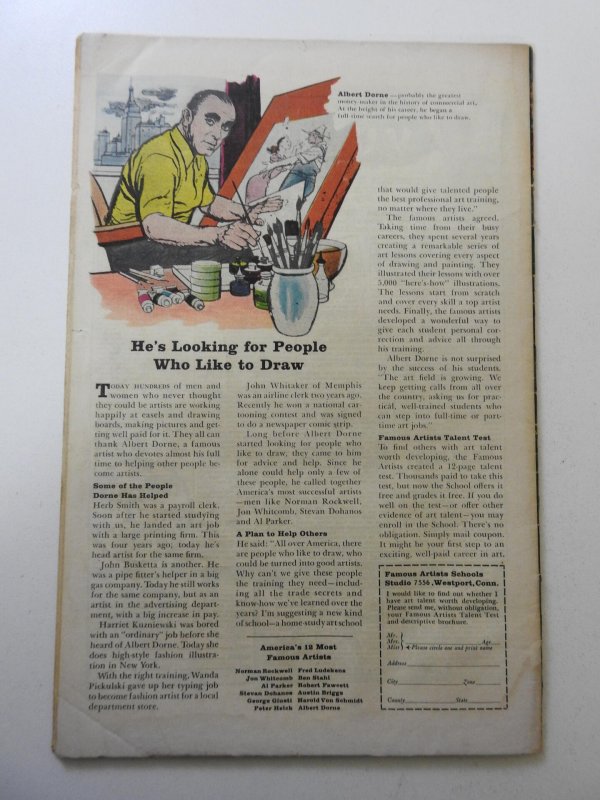 Albert Dorne—probably the greatest
money-maker in the history of commercial art.
At the height of his career, he began a
full-time search for people who like to draw.
He's Looking for People
Who Like to Draw
TODAY HUNDREDS of men and
women who never thought
they could be artists are working
happily at easels and drawing
boards, making pictures and get-
ting well paid for it. They all can
thank Albert Dorne, a famous
artist who devotes almost his full
time to helping other people be-
come artists.
Some of the People
Dorne Has Helped
Herb Smith was a payroll clerk.
Soon after he started studying
with us, he landed an art job
with a large printing firm. This
was four years ago; today he's
head artist for the same firm.
John Busketta is another. He
was a pipe fitter's helper in a big
gas company. Today he still works
for the same company, but as an
artist in the advertising depart-
ment, with a big increase in pay.
Harriet Kuzniewski was bored
with an "ordinary" job before she
heard of Albert Dorne. Today she
does high-style fashion illustra-
tion in New York.
With the right training, Wanda
Pickulski gave up her typing job
to become fashion artist for a local
department store.
John Whitaker of Memphis
was an airline clerk two years ago.
Recently he won a national car-
tooning contest and was signed
to do a newspaper comic strip.
Long before Albert Dorne
started looking for people who
like to draw, they came to him
for advice and help. Since he
alone could help only a few of
these people, he called together
America's most successful artists
—men like Norman Rockwell,
Jon Whitcomb, Stevan Dohanos
and Al Parker.
A Plan to Help Others
He said: "All over America, there
are people who like to draw, who
could be turned into good artists.
Why can't we give these people
the training they need—includ-
ing all the trade secrets and
know-how we've learned over the
years? I'm suggesting a new kind
of school—a home-study art school
America's 12 Most
Famous Artists
Norman Rockwell Fred Ludekens
Jon Whitcomb Ben Stahl
Al Parker Robert Fawcett
Stevan Dohanos Austin Briggs
George Giusti Harold Von Schmidt
Peter Helck Albert Dorne
that would give talented people
the best professional art training,
no matter where they live."
The famous artists agreed.
Taking time from their busy
careers, they spent several years
creating a remarkable series of
art lessons covering every aspect
of drawing and painting. They
illustrated their lessons with over
5,000 "here's-how" illustrations.
The lessons start from scratch
and cover every skill a top artist
needs. Finally, the famous artists
developed a wonderful way to
give each student personal cor-
rection and advice all through
his training.
Albert Dorne is not surprised
by the success of his students.
"The art field is growing. We
keep getting calls from all over
the country, asking us for prac-
tical, well-trained students who
can step into full-time or part-
time art jobs."
Famous Artists Talent Test
To find others with art talent
worth developing, the Famous
Artists created a 12-page talent
test. Thousands paid to take this
test, but now the School offers it
free and grades it free. If you do
well on the test—or offer other
evidence of art talent—you may
enroll in the School. There's no
obligation. Simply mail coupon.
It might be your first step to an
exciting, well-paid career in art.
Famous Artists Schools
Studio 7556, Westport, Conn.
I would like to find out whether I
have art talent worth developing.
Please send me, without obligation,
your Famous Artists Talent Test
and descriptive brochure.
Mr.
Mrs. Age
Miss Please circle one and print name
Address
City Zone
County State